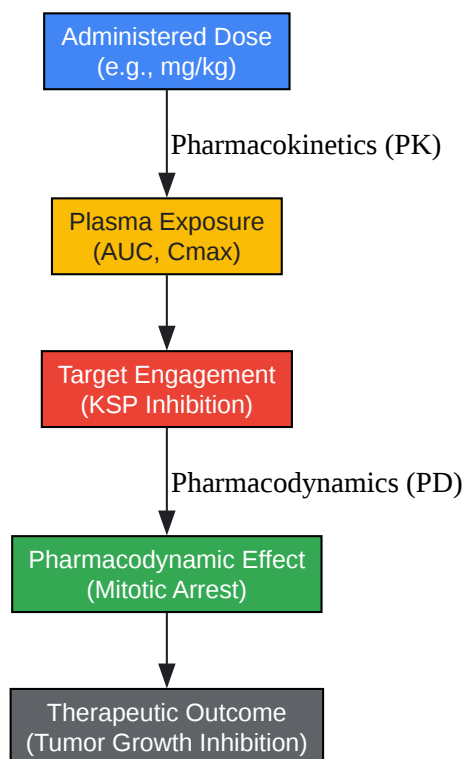 Administered Dose
(e.g., mg/kg)
Pharmacokinetics (PK)
Plasma Exposure
(AUC, Cmax)
Target Engagement
(KSP Inhibition)
Pharmacodynamics (PD)
Pharmacodynamic Effect
(Mitotic Arrest)
Therapeutic Outcome
(Tumor Growth Inhibition)